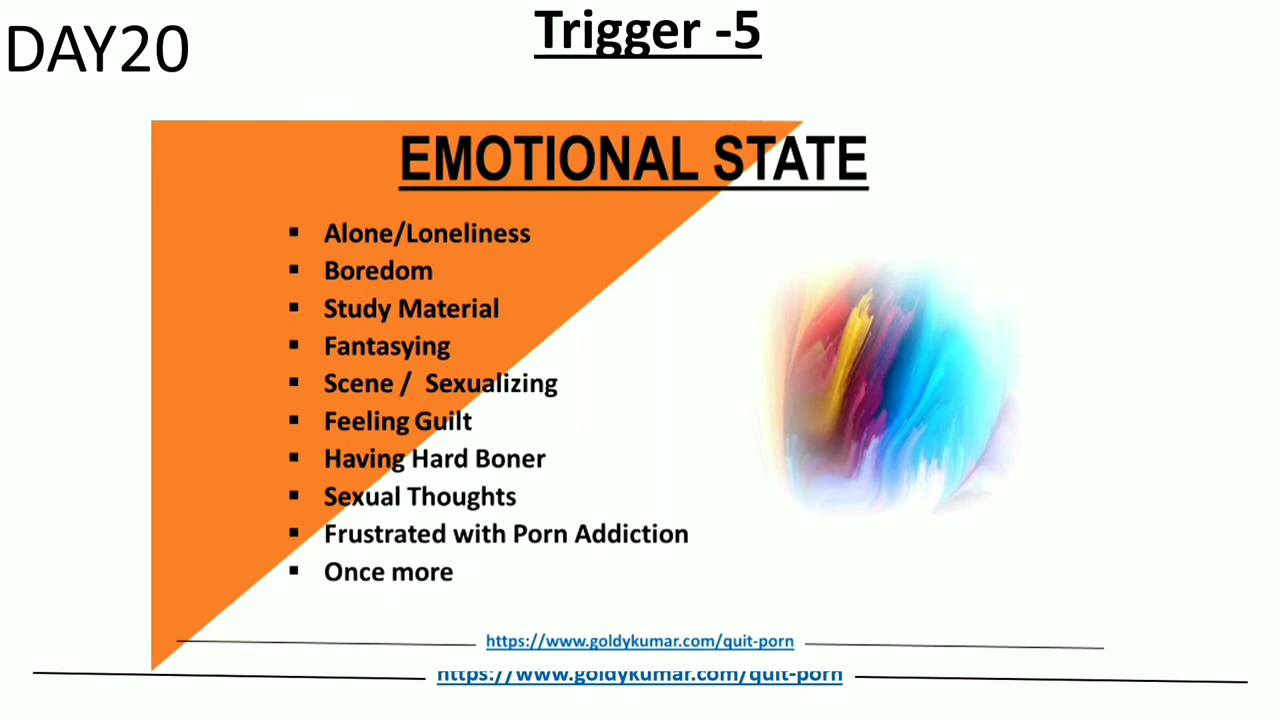 DAY20
Trigger -5
EMOTIONAL STATE
▪ Alone/Loneliness
▪ Boredom
▪ Study Material
▪ Fantasying
▪ Scene / Sexualizing
▪ Feeling Guilt
▪ Having Hard Boner
▪ Sexual Thoughts
▪ Frustrated with Porn Addiction
▪ Once more
https://www.goldykumar.com/quit-porn
https://www.goldykumar.com/quit-porn